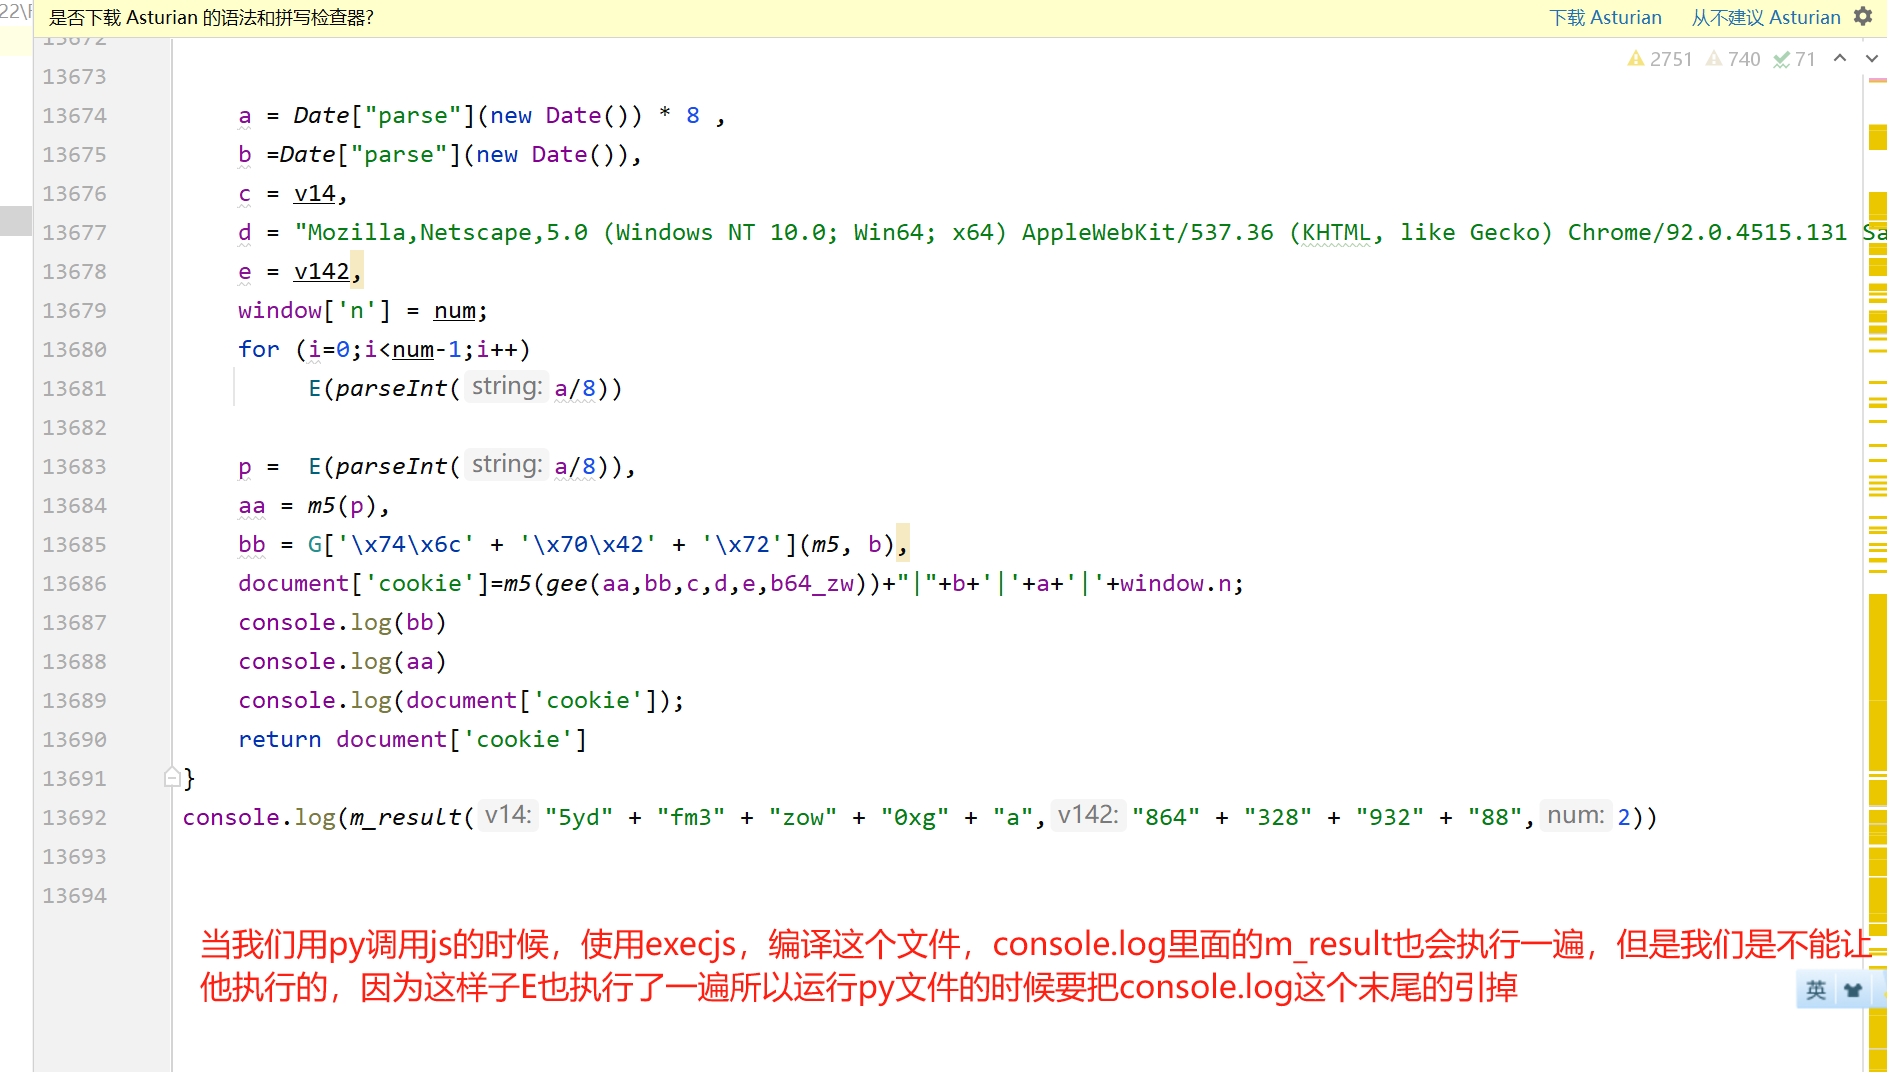 22\F
是否下载 Asturian 的语法和拼写检查器?
下载 Asturian 从不建议 Asturian
2751 740 71
13672
13673
13674 a = Date["parse"](new Date()) * 8 ,
13675 b =Date["parse"](new Date()),
13676 c = v14,
13677 d = "Mozilla,Netscape,5.0 (Windows NT 10.0; Win64; x64) AppleWebKit/537.36 (KHTML, like Gecko) Chrome/92.0.4515.131 Sa
13678 e = v142,
13679 window['n'] = num;
13680 for (i=0;i<num-1;i++)
13681 E(parseInt( string: a/8))
13682
13683 p =  E(parseInt( string: a/8)),
13684 aa = m5(p),
13685 bb = G['\x74\x6c' + '\x70\x42' + '\x72'](m5, b),
13686 document['cookie']=m5(gee(aa,bb,c,d,e,b64_zw))+"|"+b+'|'+a+'|'+window.n;
13687 console.log(bb)
13688 console.log(aa)
13689 console.log(document['cookie']);
13690 return document['cookie']
13691 }
13692 console.log(m_result( v14: "5yd" + "fm3" + "zow" + "0xg" + "a", v142: "864" + "328" + "932" + "88", num: 2))
13693
13694
当我们用py调用js的时候，使用execjs，编译这个文件，console.log里面的m_result也会执行一遍，但是我们是不能让
他执行的，因为这样子E也执行了一遍所以运行py文件的时候要把console.log这个末尾的引掉
英